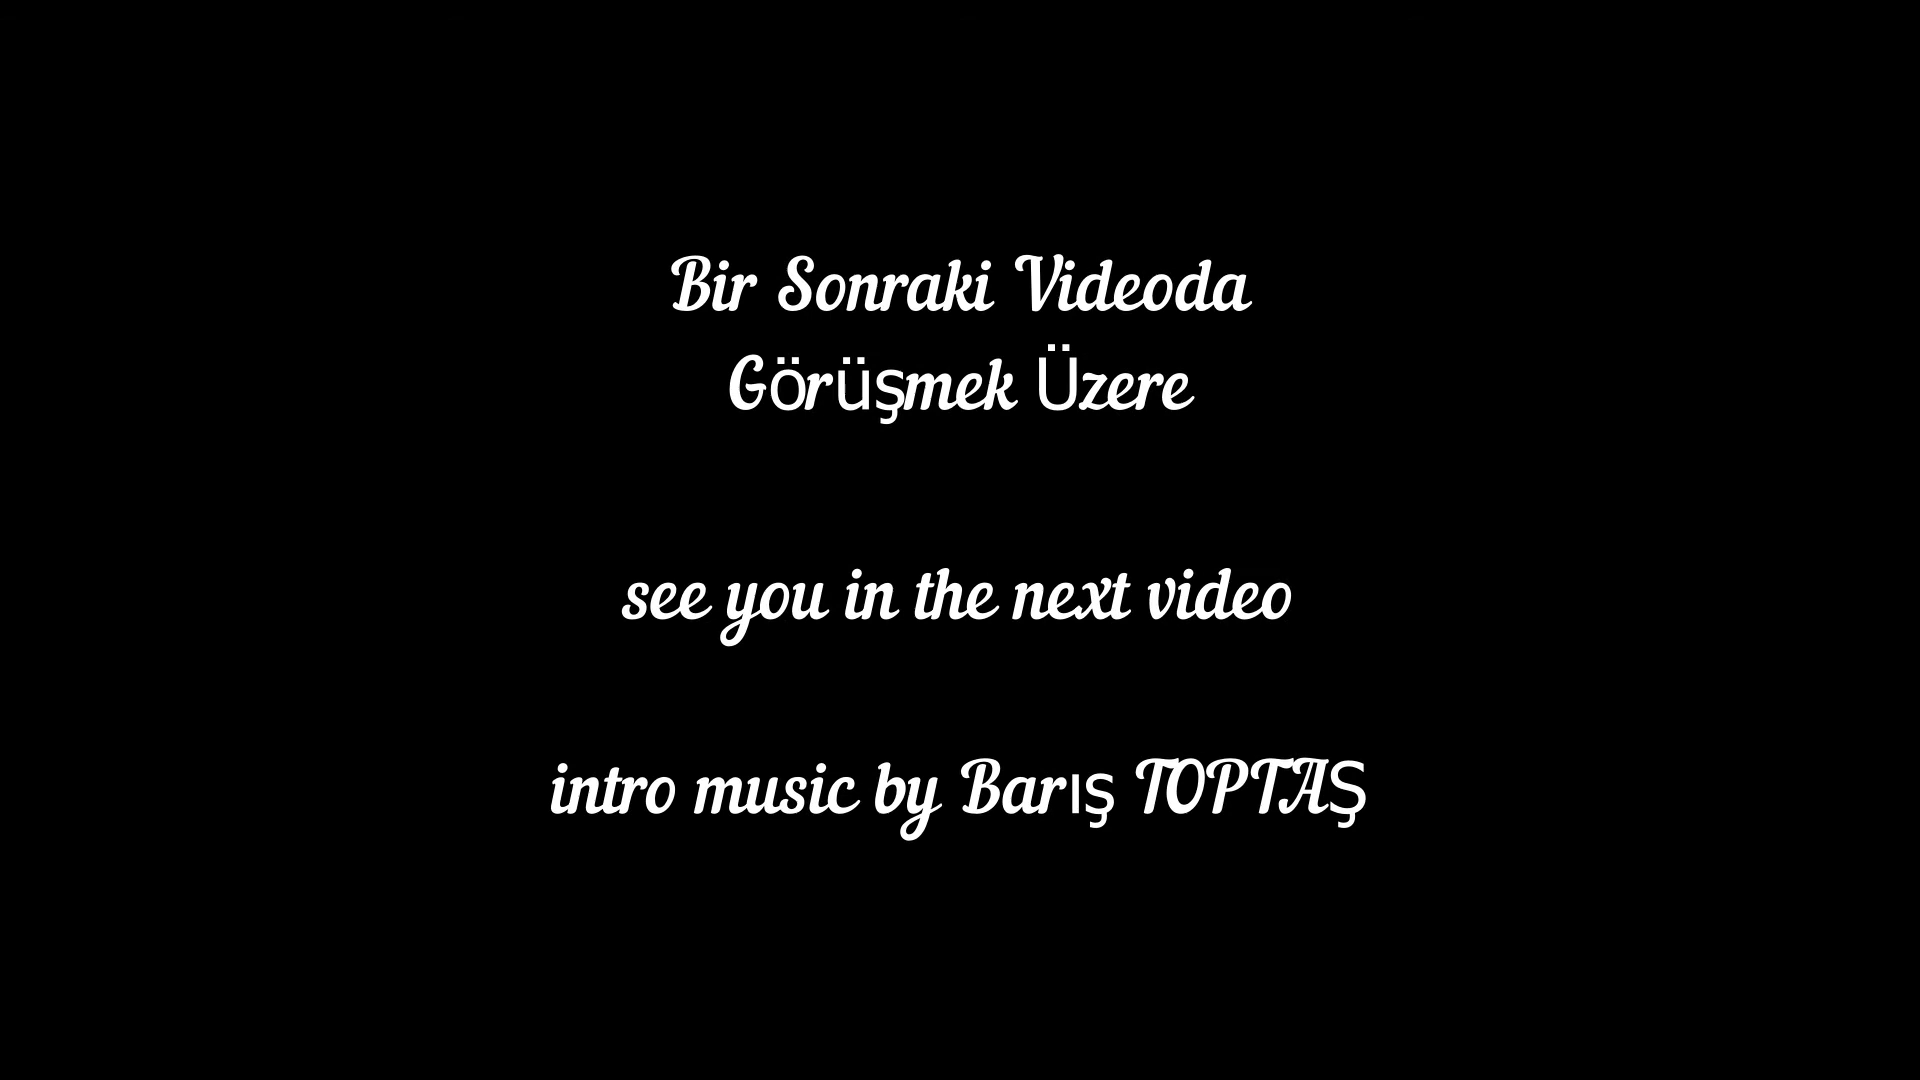 Bir Sonraki Videoda
Görüşmek Üzere
see you in the next video
intro music by Barış TOPTAŞ